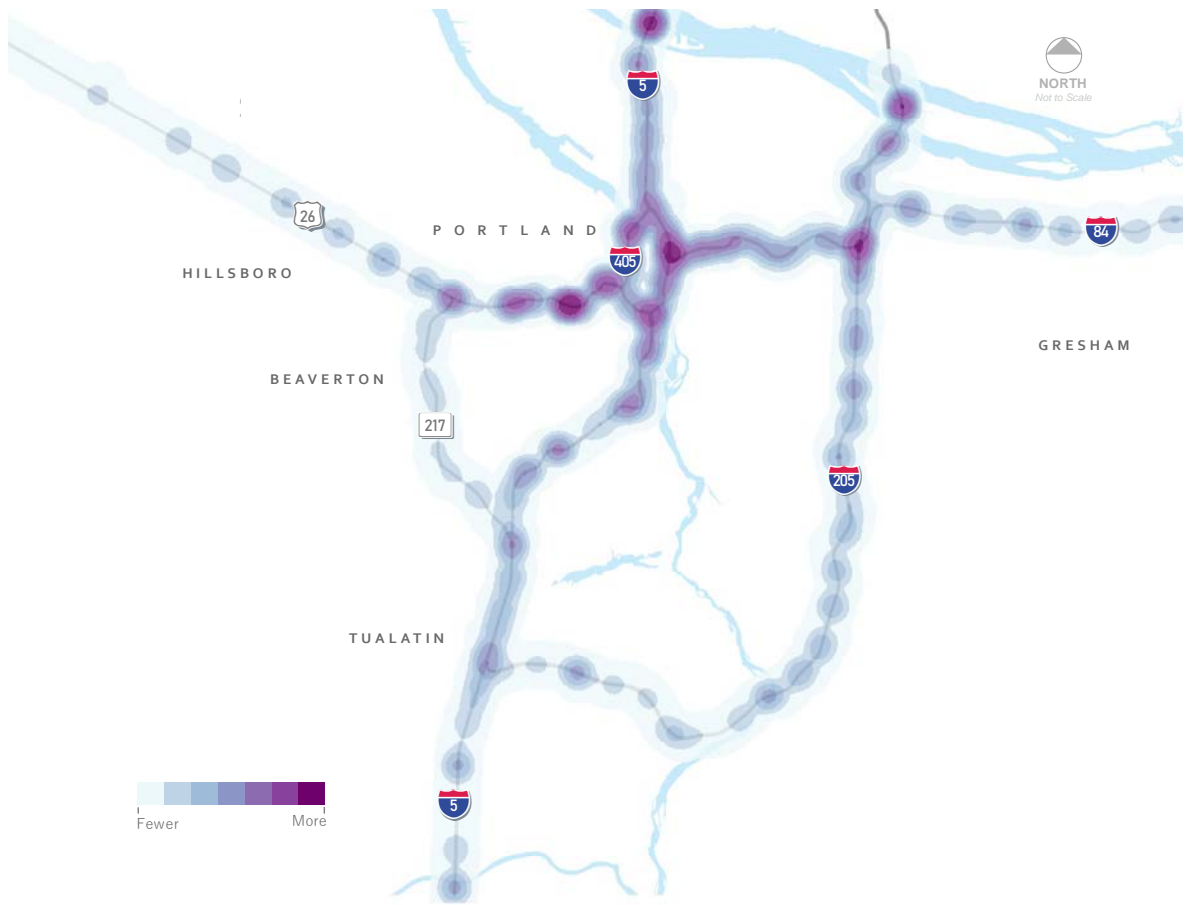 5
NORTH
Not to Scale
26
PORTLAND
84
405
HILLSBORO
GRESHAM
BEAVERTON
217
205
TUALATIN
5
Fewer
More